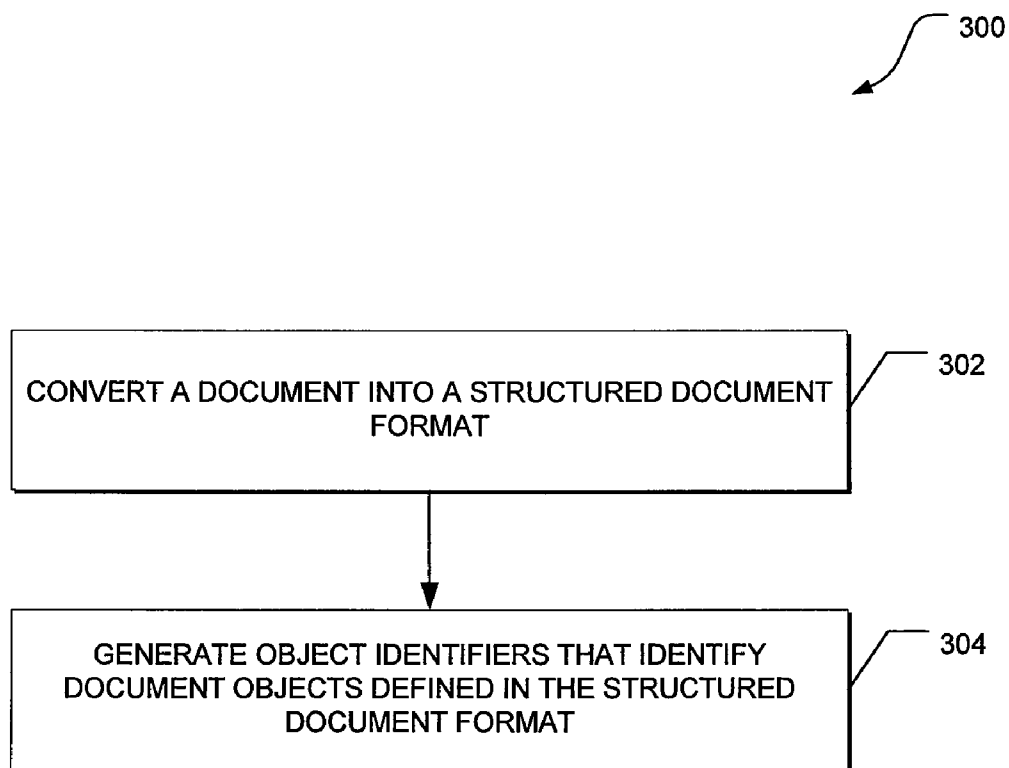 300
CONVERT A DOCUMENT INTO A STRUCTURED DOCUMENT
FORMAT
302
GENERATE OBJECT IDENTIFIERS THAT IDENTIFY
DOCUMENT OBJECTS DEFINED IN THE STRUCTURED
DOCUMENT FORMAT
304